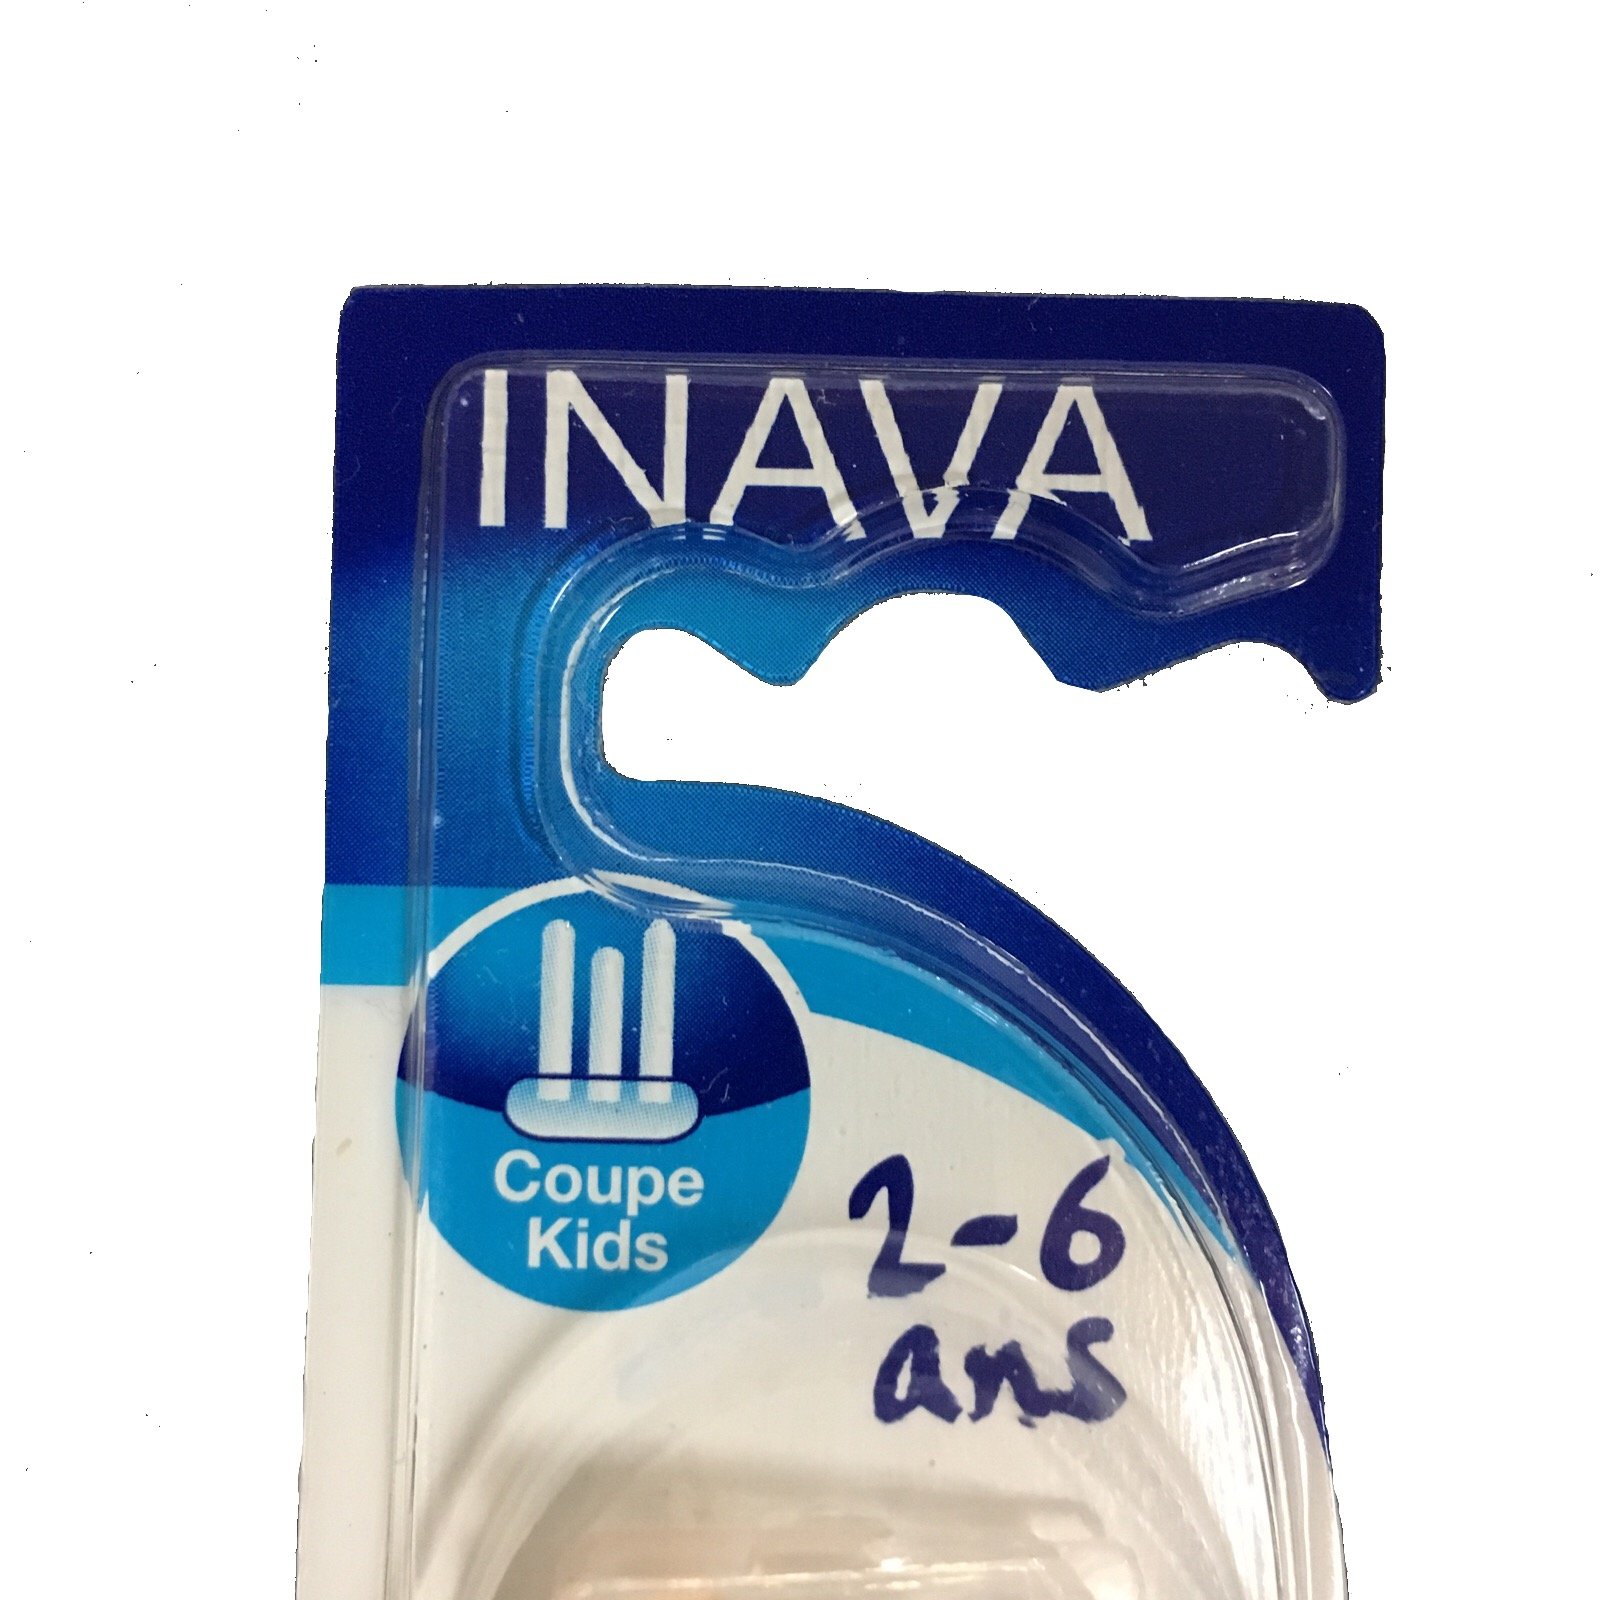 INAVA
Coupe
Kids
2-6
ans